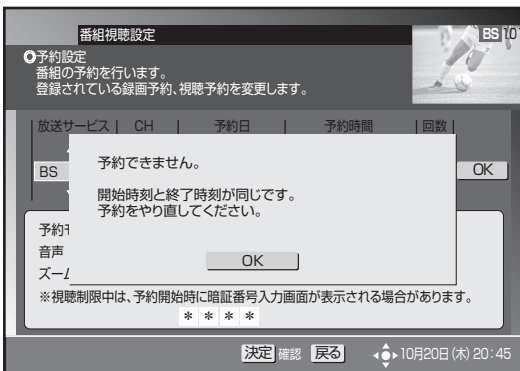 番組視聴設定
BS 101
予約設定
番組の予約を行います。
登録されている録画予約、視聴予約を変更します。
放送サービス CH 予約日 予約時間 回数
BS
OK
予約できません。
開始時刻と終了時刻が同じです。
予約をやり直してください。
OK
予約
音声
ズーム
※視聴制限中は、予約開始時に暗証番号入力画面が表示される場合があります。
* * * *
決定 確認 戻る 10月20日(木)20:45